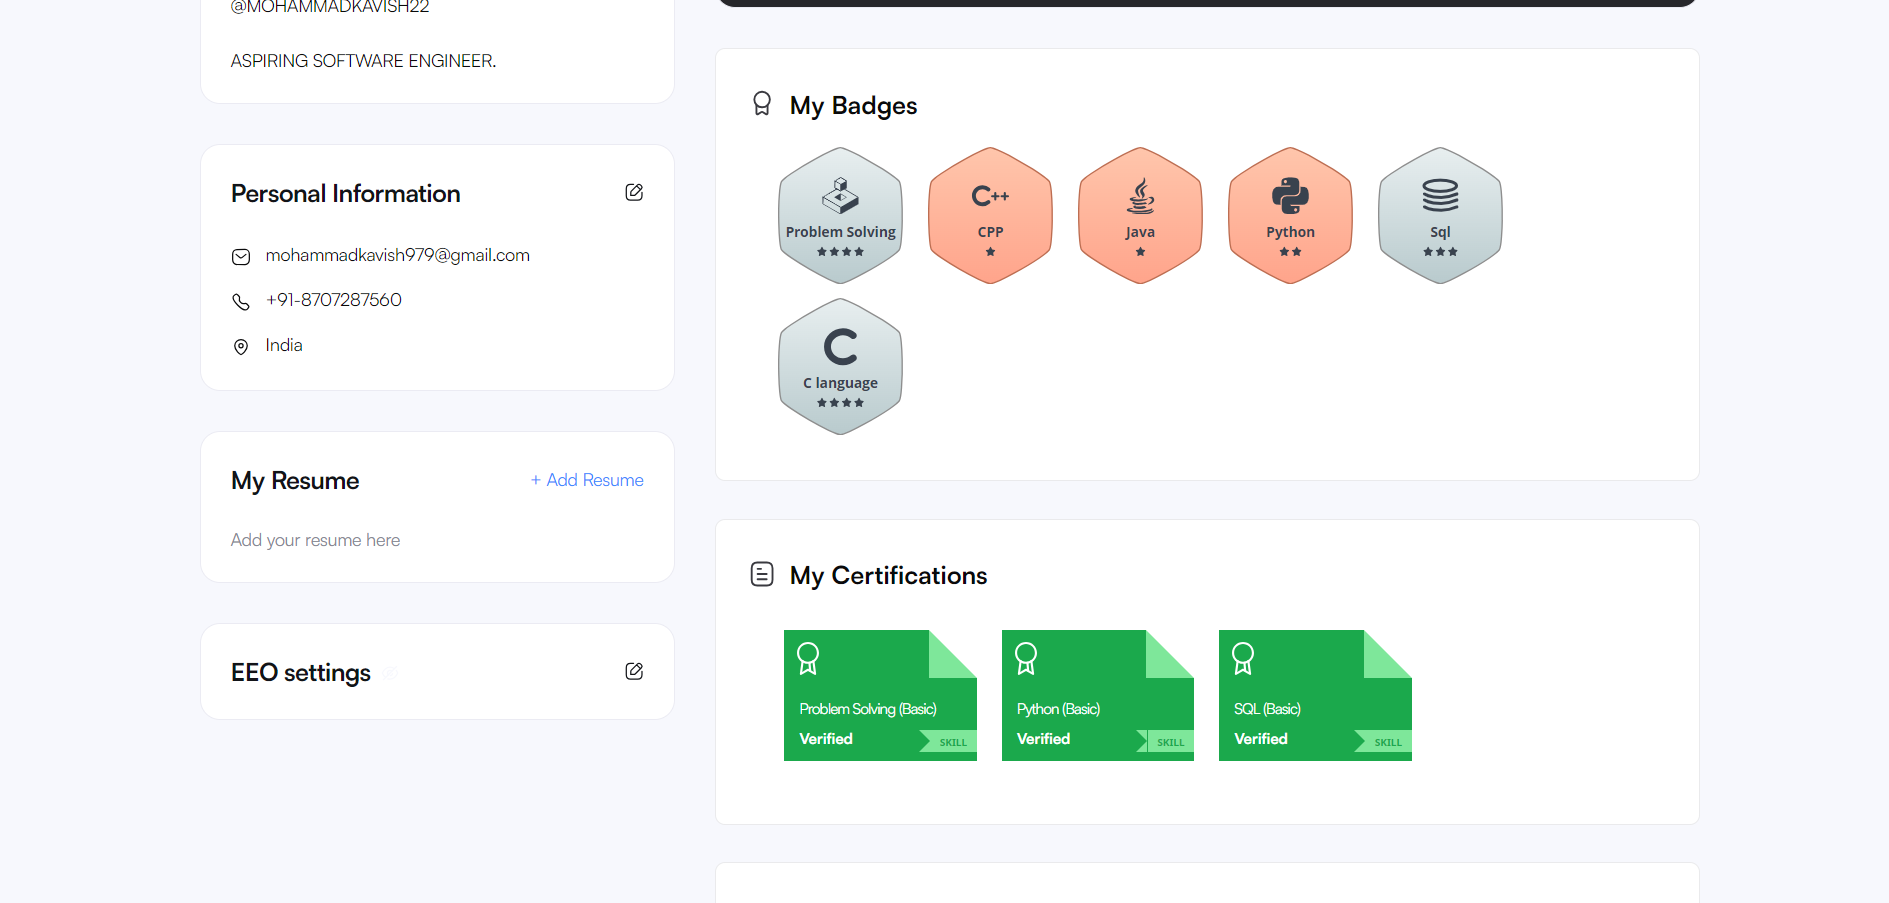 @MOHAMMADKAVISH22
ASPIRING SOFTWARE ENGINEER.
Personal Information
mohammadkavish979@gmail.com
+91-8707287560
India
My Resume
+ Add Resume
Add your resume here
EEO settings
My Badges
C++
Problem Solving
CPP
Java
Python
Sql
C
C language
My Certifications
Problem Solving (Basic)
Verified
SKILL
Python (Basic)
Verified
SKILL
SQL (Basic)
Verified
SKILL